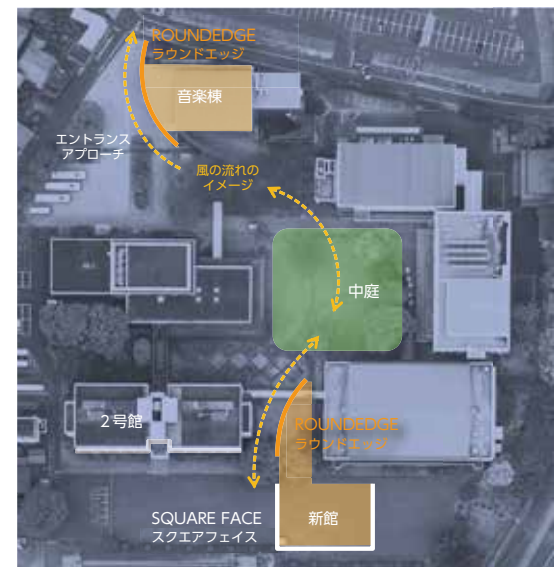 ROUNDEDGE
ラウンドエッジ
音楽棟
エントランス
アプローチ
風の流れの
イメージ
中庭
2号館
ROUNDEDGE
ラウンドエッジ
SQUARE FACE
スクエアフェイス
新館